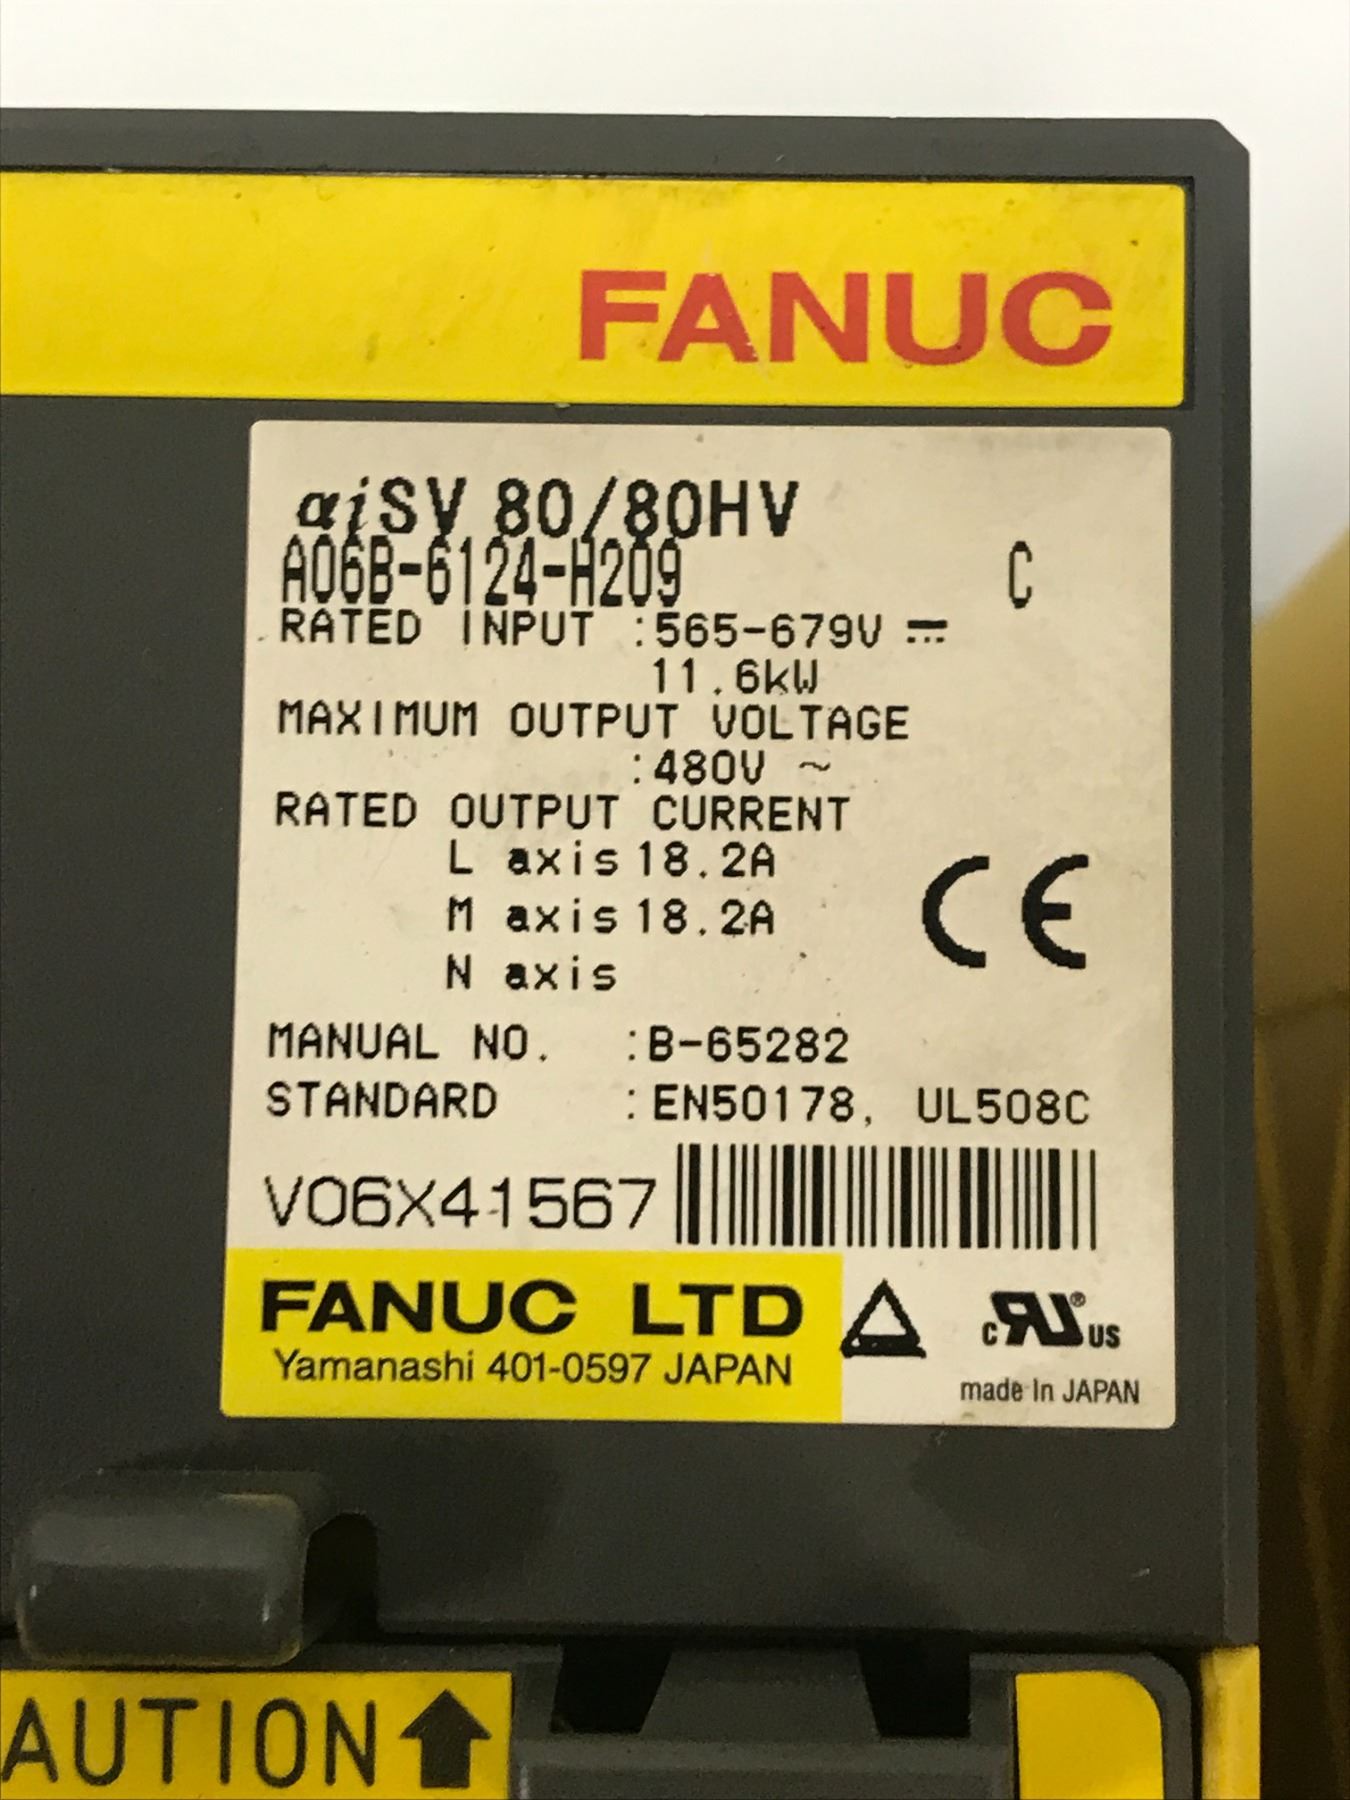 FANUC
αiSV 80/80HV
A06B-6124-H209 C
RATED INPUT :565-679V ⎓
11.6kW
MAXIMUM OUTPUT VOLTAGE
:480V ~
RATED OUTPUT CURRENT
L axis 18.2A
M axis 18.2A
N axis
CE
MANUAL NO. :B-65282
STANDARD :EN50178, UL508C
V06X41567
FANUC LTD
Yamanashi 401-0597 JAPAN
c RU® US
made In JAPAN
AUTION